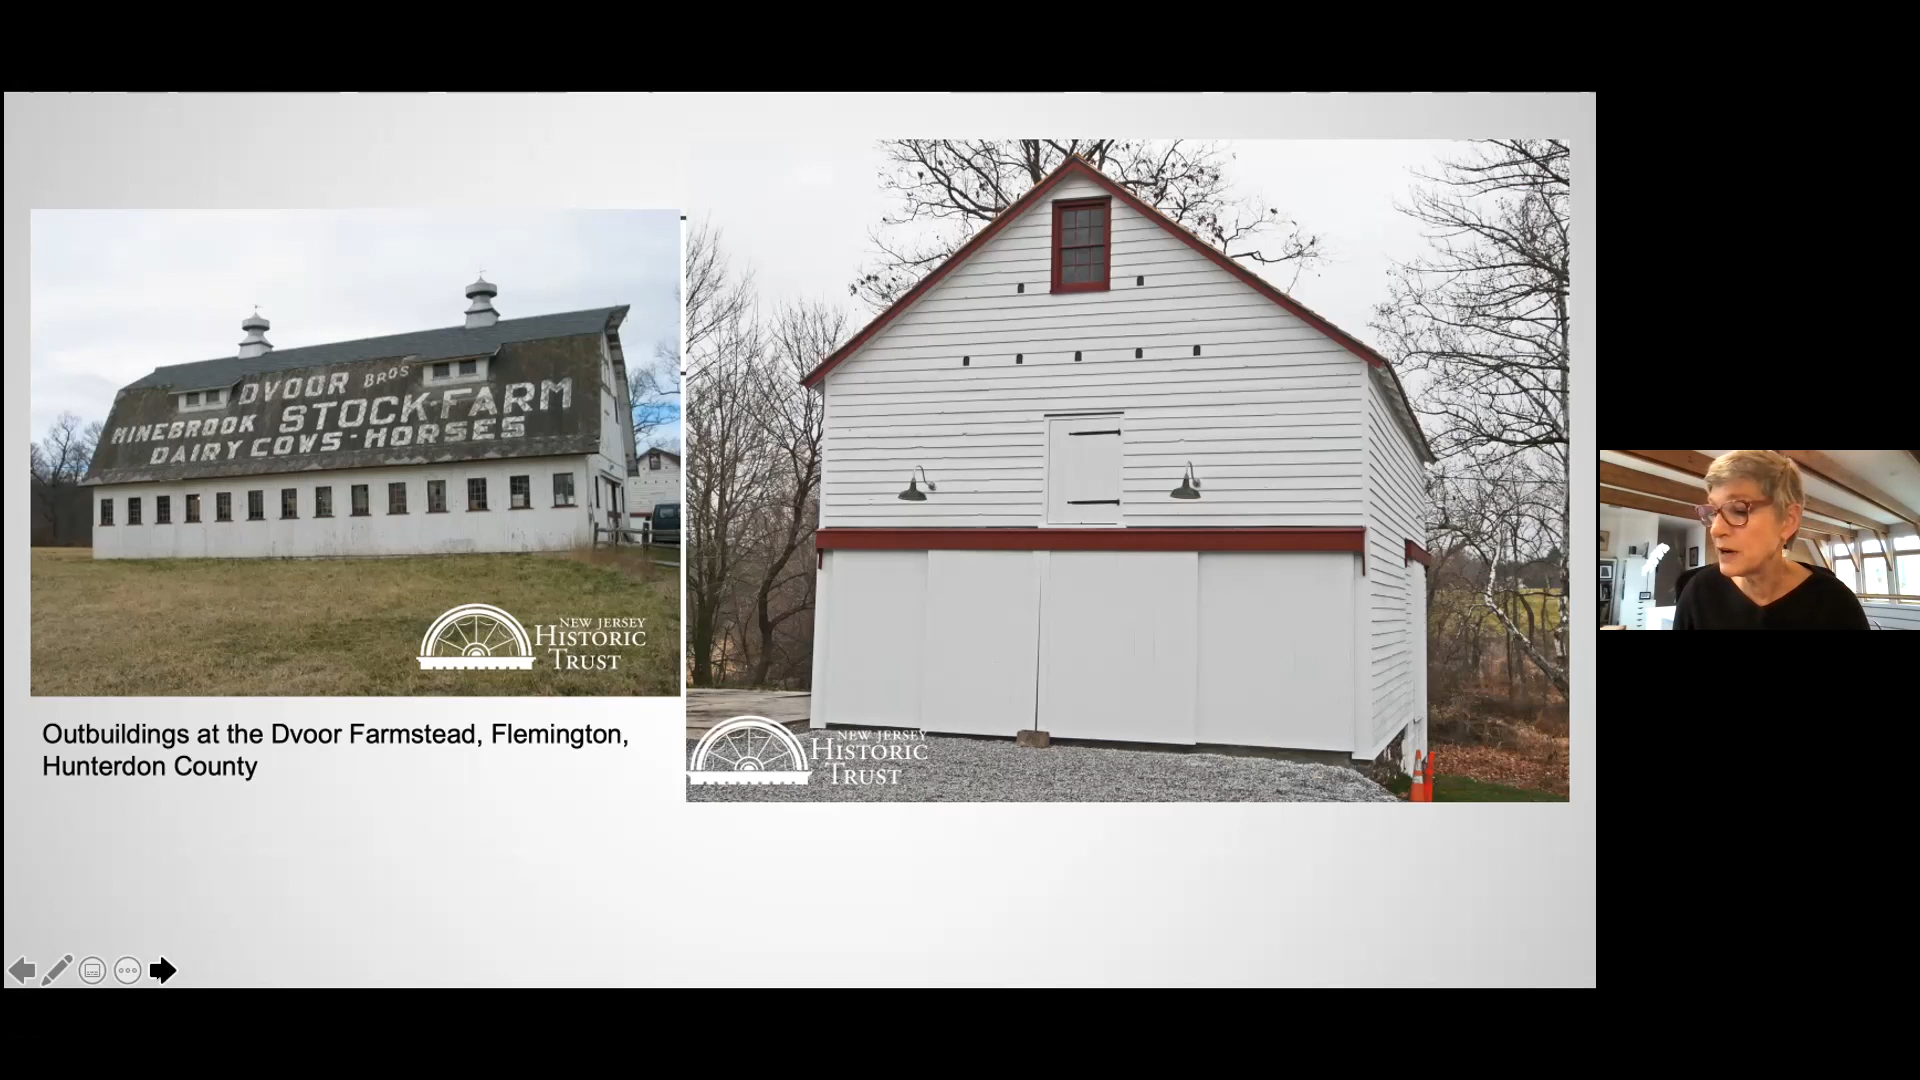 DVOOR BROS
MINEBROOK STOCK-FARM
DAIRY COWS-HORSES
NEW JERSEY
HISTORIC
TRUST
Outbuildings at the Dvoor Farmstead, Flemington,
Hunterdon County
NEW JERSEY
HISTORIC
TRUST